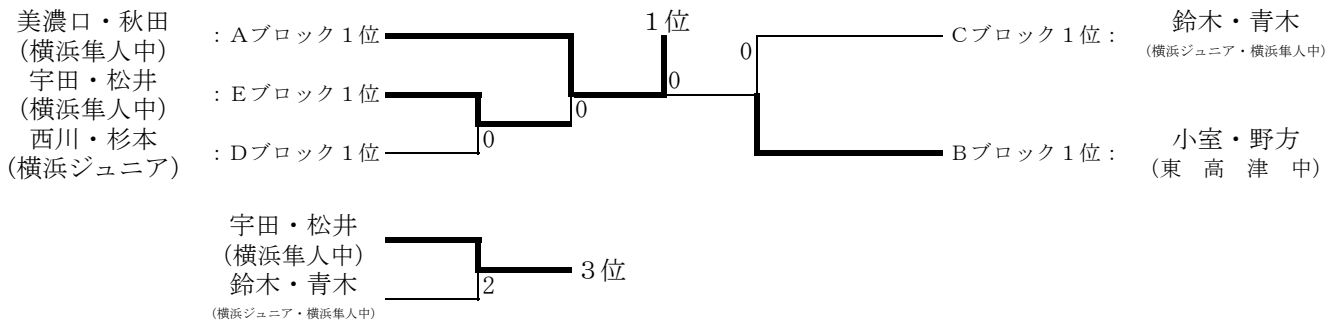 美濃口・秋田
(横浜隼人中)
：Aブロック１位
１位
0
Cブロック１位：
鈴木・青木
(横浜ジュニア・横浜隼人中)
宇田・松井
(横浜隼人中)
：Eブロック１位
0
0
西川・杉本
(横浜ジュニア)
：Dブロック１位
0
Bブロック１位：
小室・野方
(東　高　津　中)
宇田・松井
(横浜隼人中)
３位
鈴木・青木
2
(横浜ジュニア・横浜隼人中)